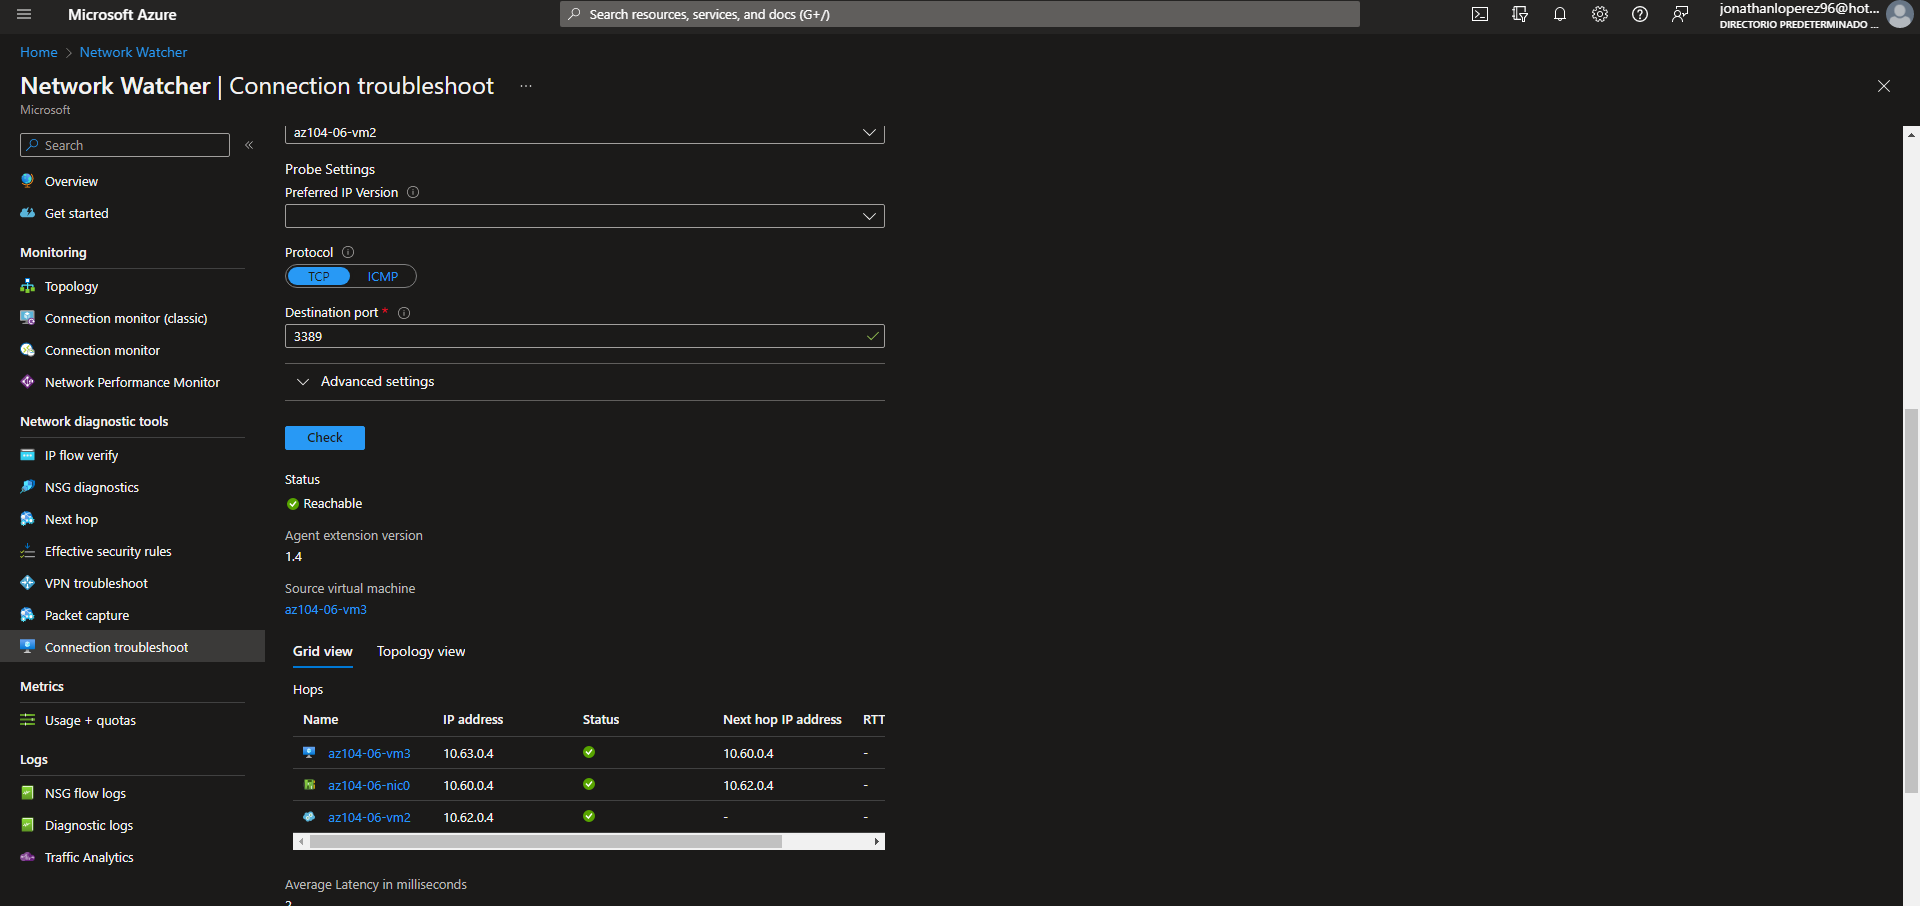 Microsoft Azure
Search resources, services, and docs (G+/)
jonathanloperez96@hot...
DIRECTORIO PREDETERMINADO ...
Home > Network Watcher
Network Watcher | Connection troubleshoot ...
Microsoft
Search
«
Overview
Get started
Monitoring
Topology
Connection monitor (classic)
Connection monitor
Network Performance Monitor
Network diagnostic tools
IP flow verify
NSG diagnostics
Next hop
Effective security rules
VPN troubleshoot
Packet capture
Connection troubleshoot
Metrics
Usage + quotas
Logs
NSG flow logs
Diagnostic logs
Traffic Analytics
az104-06-vm2
Probe Settings
Preferred IP Version
Protocol
TCP ICMP
Destination port *
3389
Advanced settings
Check
Status
Reachable
Agent extension version
1.4
Source virtual machine
az104-06-vm3
Grid view Topology view
Hops
Name IP address Status Next hop IP address RTT
az104-06-vm3 10.63.0.4 10.60.0.4 -
az104-06-nic0 10.60.0.4 10.62.0.4 -
az104-06-vm2 10.62.0.4 - -
Average Latency in milliseconds
2